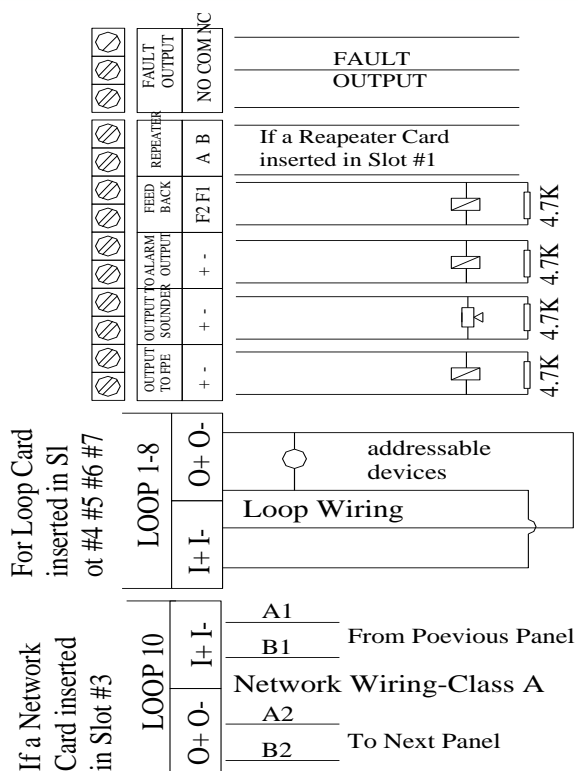 FAULT
OUTPUT
NO COM NC
FAULT
OUTPUT
REPEATER
A B
If a Reapeater Card
inserted in Slot #1
FEED
BACK
F2 F1
4.7K
OUTPUT TO ALARM
OUTPUT
+ -
4.7K
OUTPUT
SOUNDER
+ -
4.7K
OUTPUT
TO FPE
+ -
4.7K
For Loop Card
inserted in Sl
ot #4 #5 #6 #7
LOOP 1-8
O+ O-
I+ I-
addressable
devices
Loop Wiring
If a Network
Card inserted
in Slot #3
LOOP 10
I+ I-
O+ O-
A1
B1
From Poevious Panel
Network Wiring-Class A
A2
B2
To Next Panel